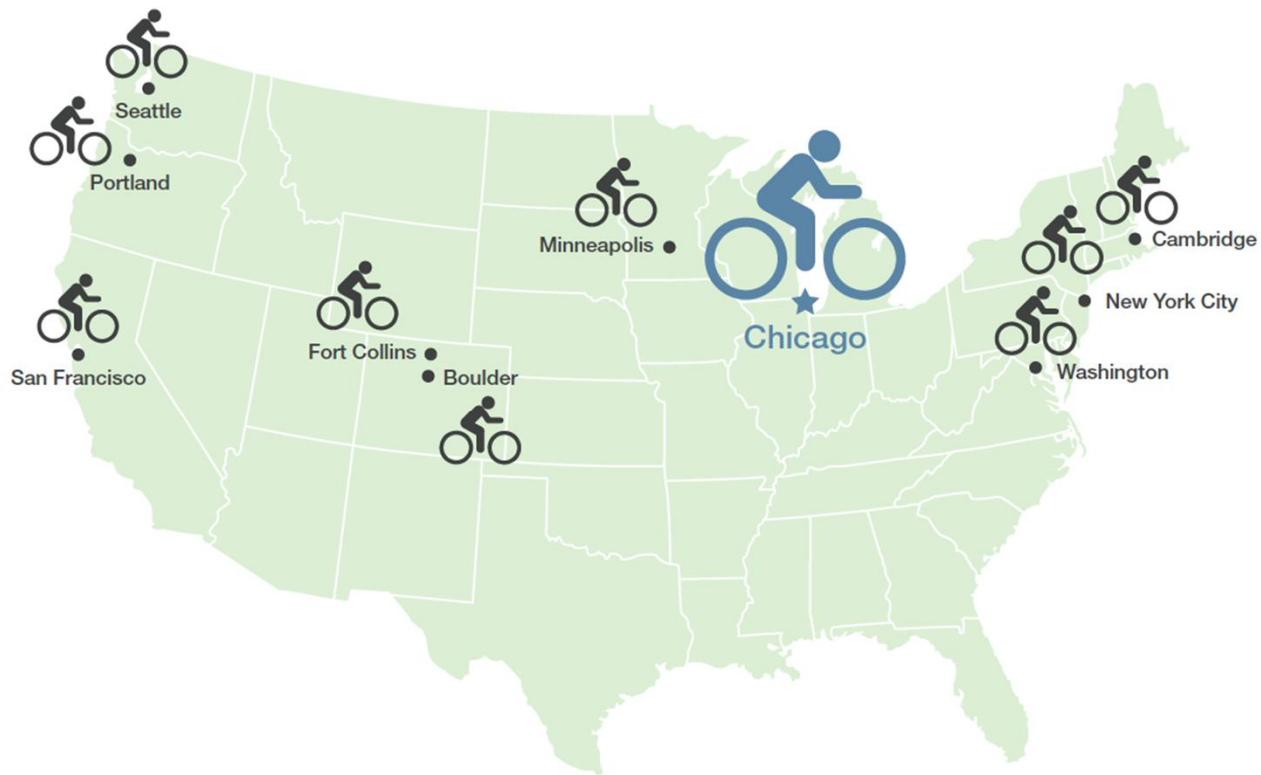 Seattle
Portland
Minneapolis
Cambridge
New York City
Chicago
Fort Collins
Boulder
San Francisco
Washington